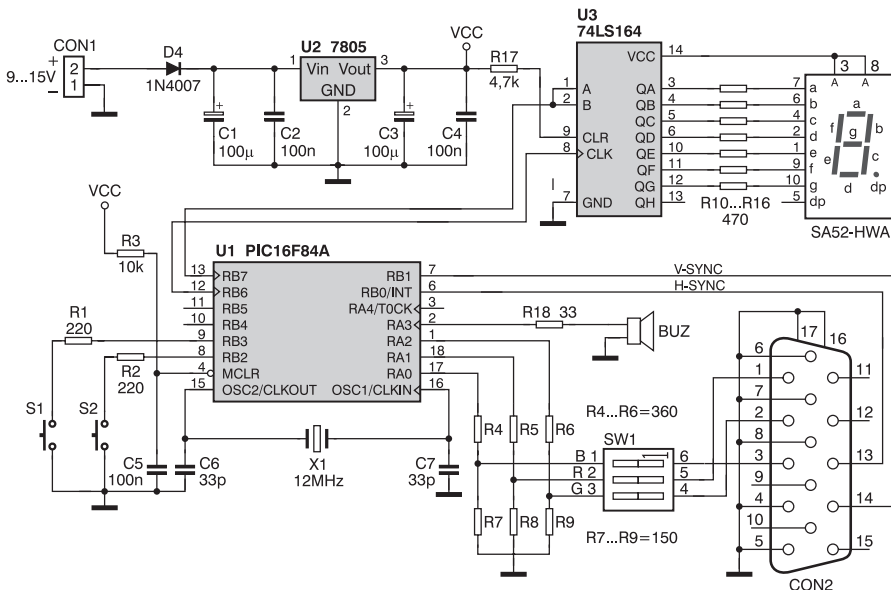 CON1
+
9...15V
−
2
1
D4
1N4007
U2 7805
1 Vin Vout 3
GND
2
+
C1
100µ
C2
100n
+
C3
100µ
C4
100n
VCC
R17
4,7k
U3
74LS164
VCC 14
1 A QA 3
2 B QB 4
QC 5
9 CLR QD 6
8 CLK QE 10
QF 11
QG 12
7 GND QH 13
R10...R16
470
3 8
A A
7 a
6 b
4 c
2 d
1 e
9 f
10 g
5 dp
a
f b
g
e c
d dp
SA52-HWA
VCC
R3
10k
U1 PIC16F84A
13 RB7 RB1 7 V-SYNC
12 RB6 RB0/INT 6 H-SYNC
11 RB5 RA4/T0CK 3
10 RB4 RA3 2
9 RB3 RA2 1
8 RB2 RA1 18
4 MCLR RA0 17
15 OSC2/CLKOUT OSC1/CLKIN 16
R18 33
BUZ
R1
220
R2
220
S1
S2
C5
100n
C6
33p
X1
12MHz
C7
33p
R4
R5
R6
R4...R6=360
SW1
1
B 1 6
R 2 5
G 3 4
R7
R8
R9
R7...R9=150
17
16
6
1 11
7
2 12
8
3 13
9
4 14
10
5 15
CON2